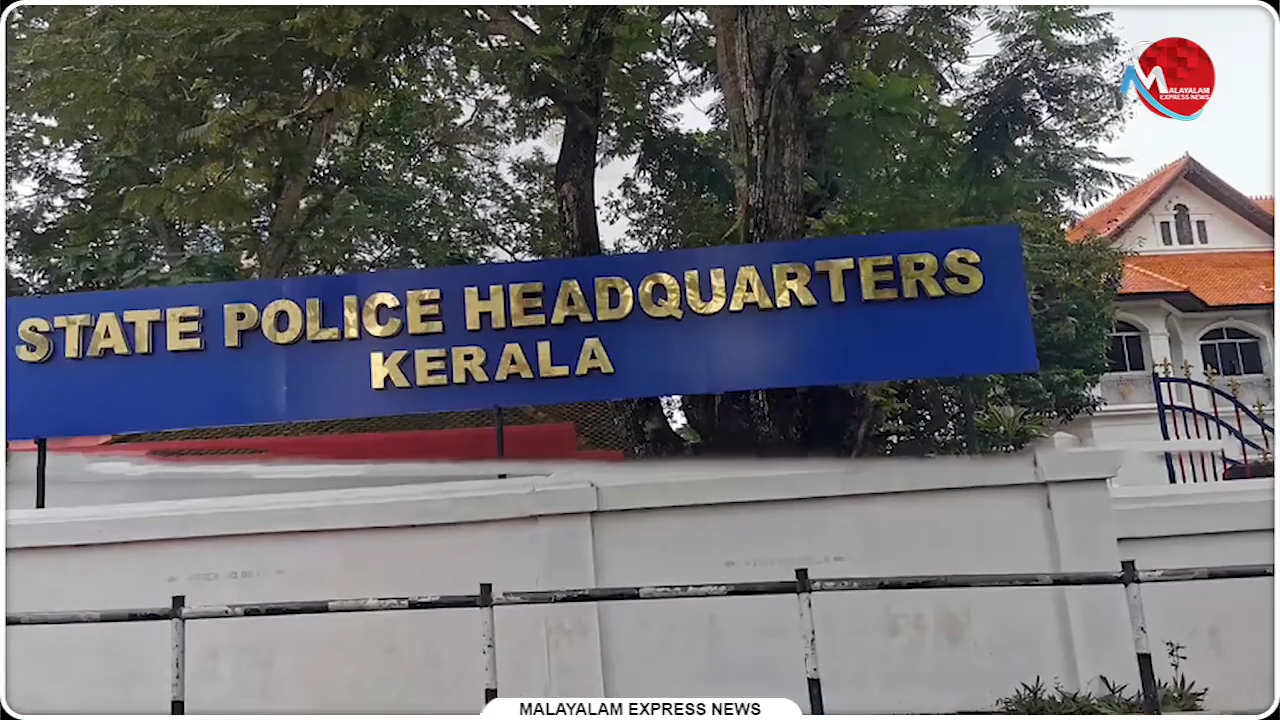 MALAYALAM
EXPRESS NEWS
STATE POLICE HEADQUARTERS
KERALA
MALAYALAM EXPRESS NEWS